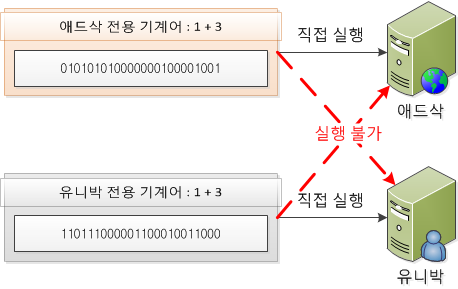 애드삭 전용 기계어 : 1 + 3
010101010000000100001001
직접 실행
애드삭
실행 불가
유니박 전용 기계어 : 1 + 3
110111000001100010011000
직접 실행
유니박